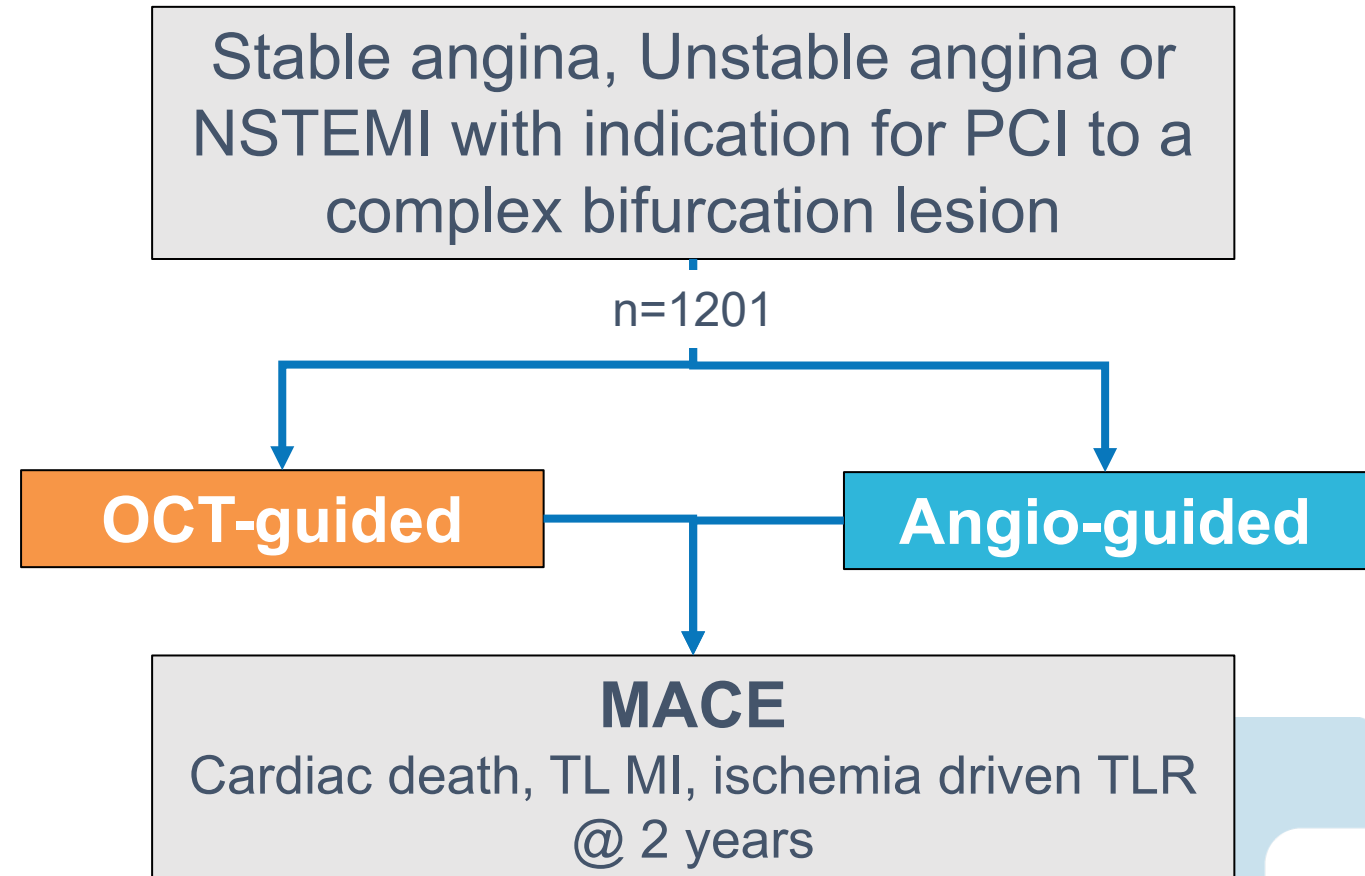 Stable angina, Unstable angina or
NSTEMI with indication for PCI to a
complex bifurcation lesion
n=1201
OCT-guided
Angio-guided
MACE
Cardiac death, TL MI, ischemia driven TLR
@ 2 years